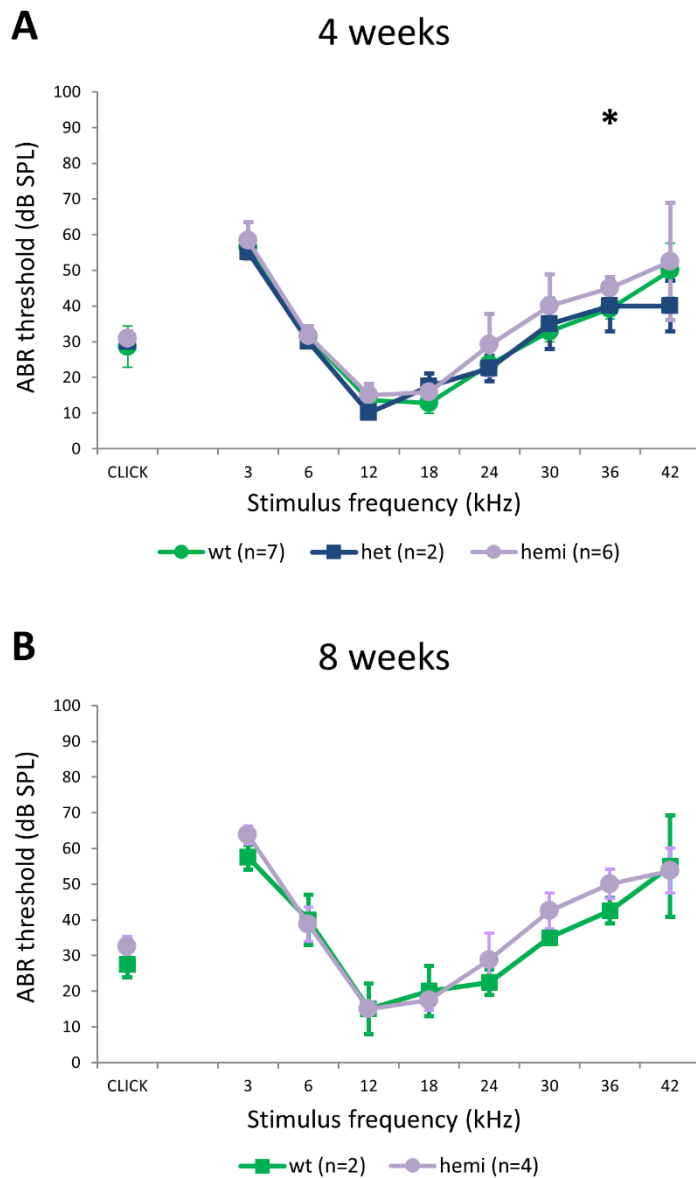 A
4 weeks
ABR threshold (dB SPL)
100
90
80
70
60
50
40
30
20
10
0
*
CLICK 3 6 12 18 24 30 36 42
Stimulus frequency (kHz)
wt (n=7) het (n=2) hemi (n=6)
B
8 weeks
ABR threshold (dB SPL)
100
90
80
70
60
50
40
30
20
10
0
CLICK 3 6 12 18 24 30 36 42
Stimulus frequency (kHz)
wt (n=2) hemi (n=4)